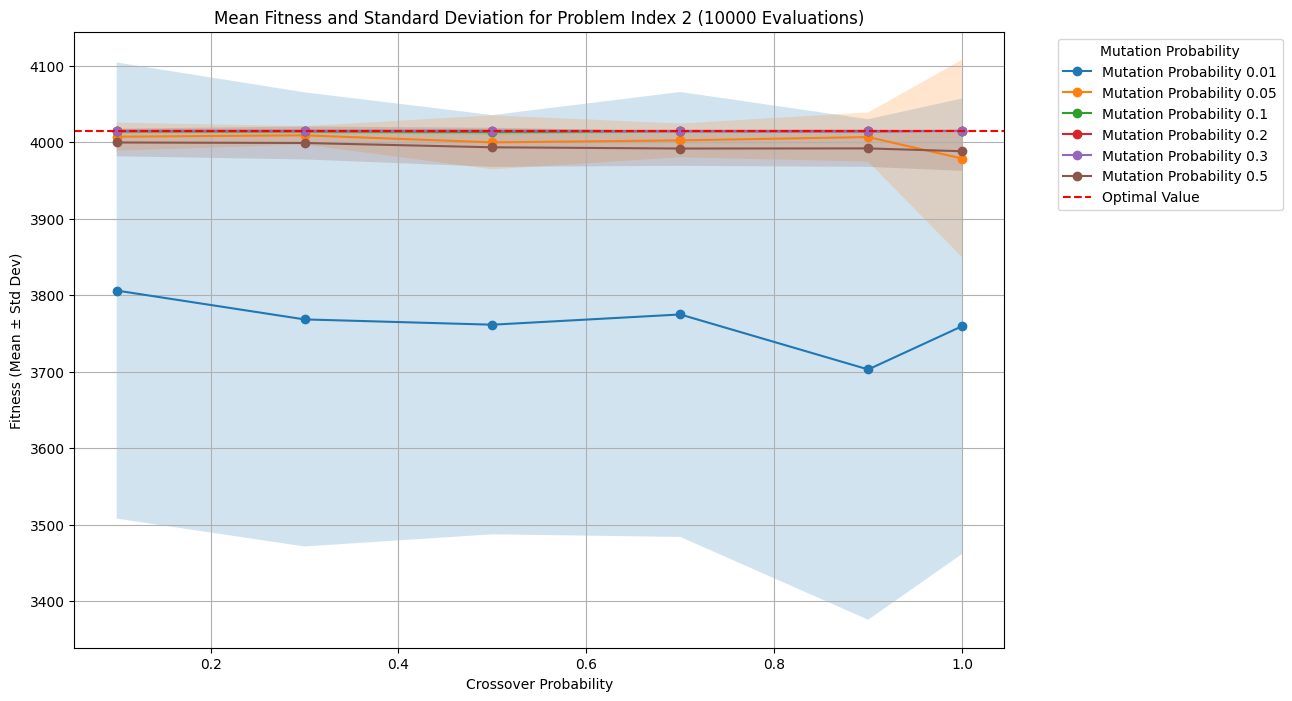 Mean Fitness and Standard Deviation for Problem Index 2 (10000 Evaluations)
Fitness (Mean ± Std Dev)
4100
4000
3900
3800
3700
3600
3500
3400
0.2
0.4
0.6
0.8
1.0
Crossover Probability
Mutation Probability
Mutation Probability 0.01
Mutation Probability 0.05
Mutation Probability 0.1
Mutation Probability 0.2
Mutation Probability 0.3
Mutation Probability 0.5
Optimal Value